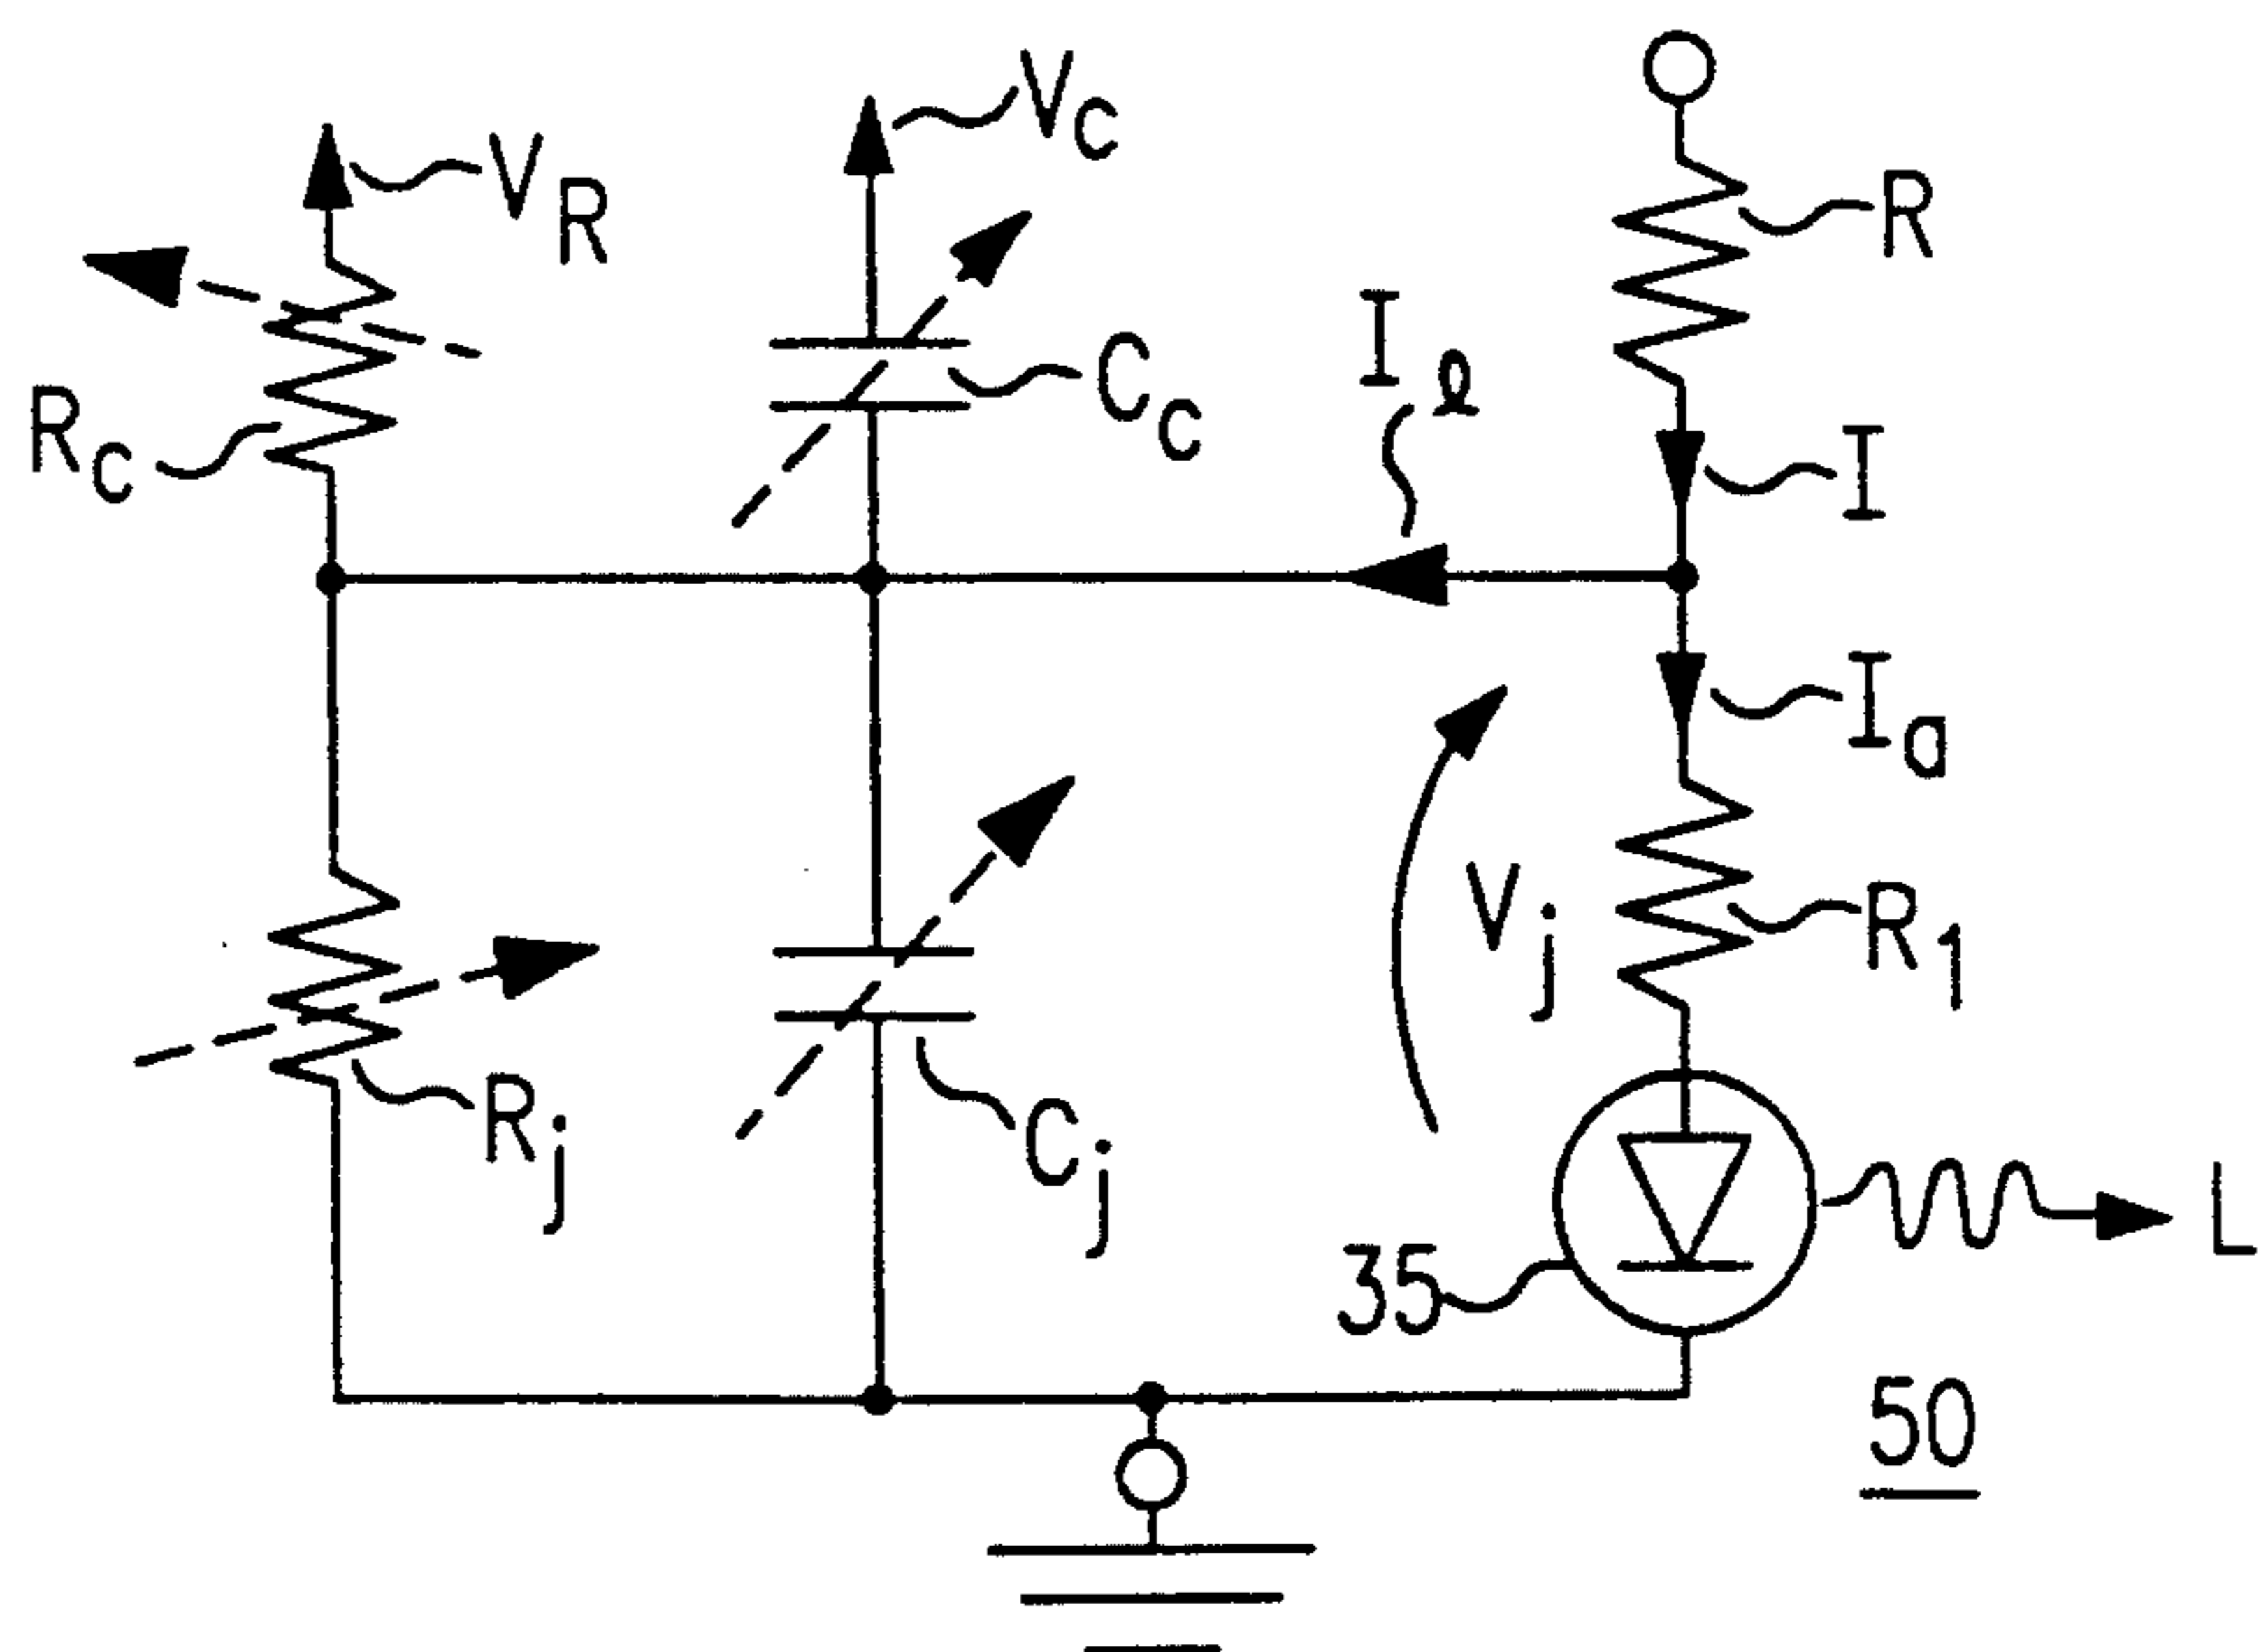 V_C
V_R
R
I_ℓ
C_C
R_C
I
I_a
V_j
R_1
R_j
C_j
L
35
50